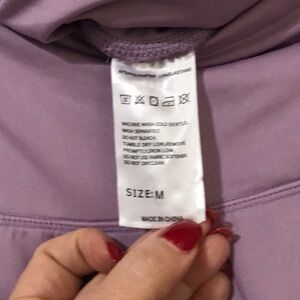 MACHINE WASH COLD GENTLE,
WASH SEPARATELY.
DO NOT BLEACH.
TUMBLE DRY LOW,REMOVE
PROMPTLY,IRON LOW.
DO NOT USE FABRIC SOFTENER.
DO NOT DRYCLEAN.
SIZE:M
MADE IN CHINA